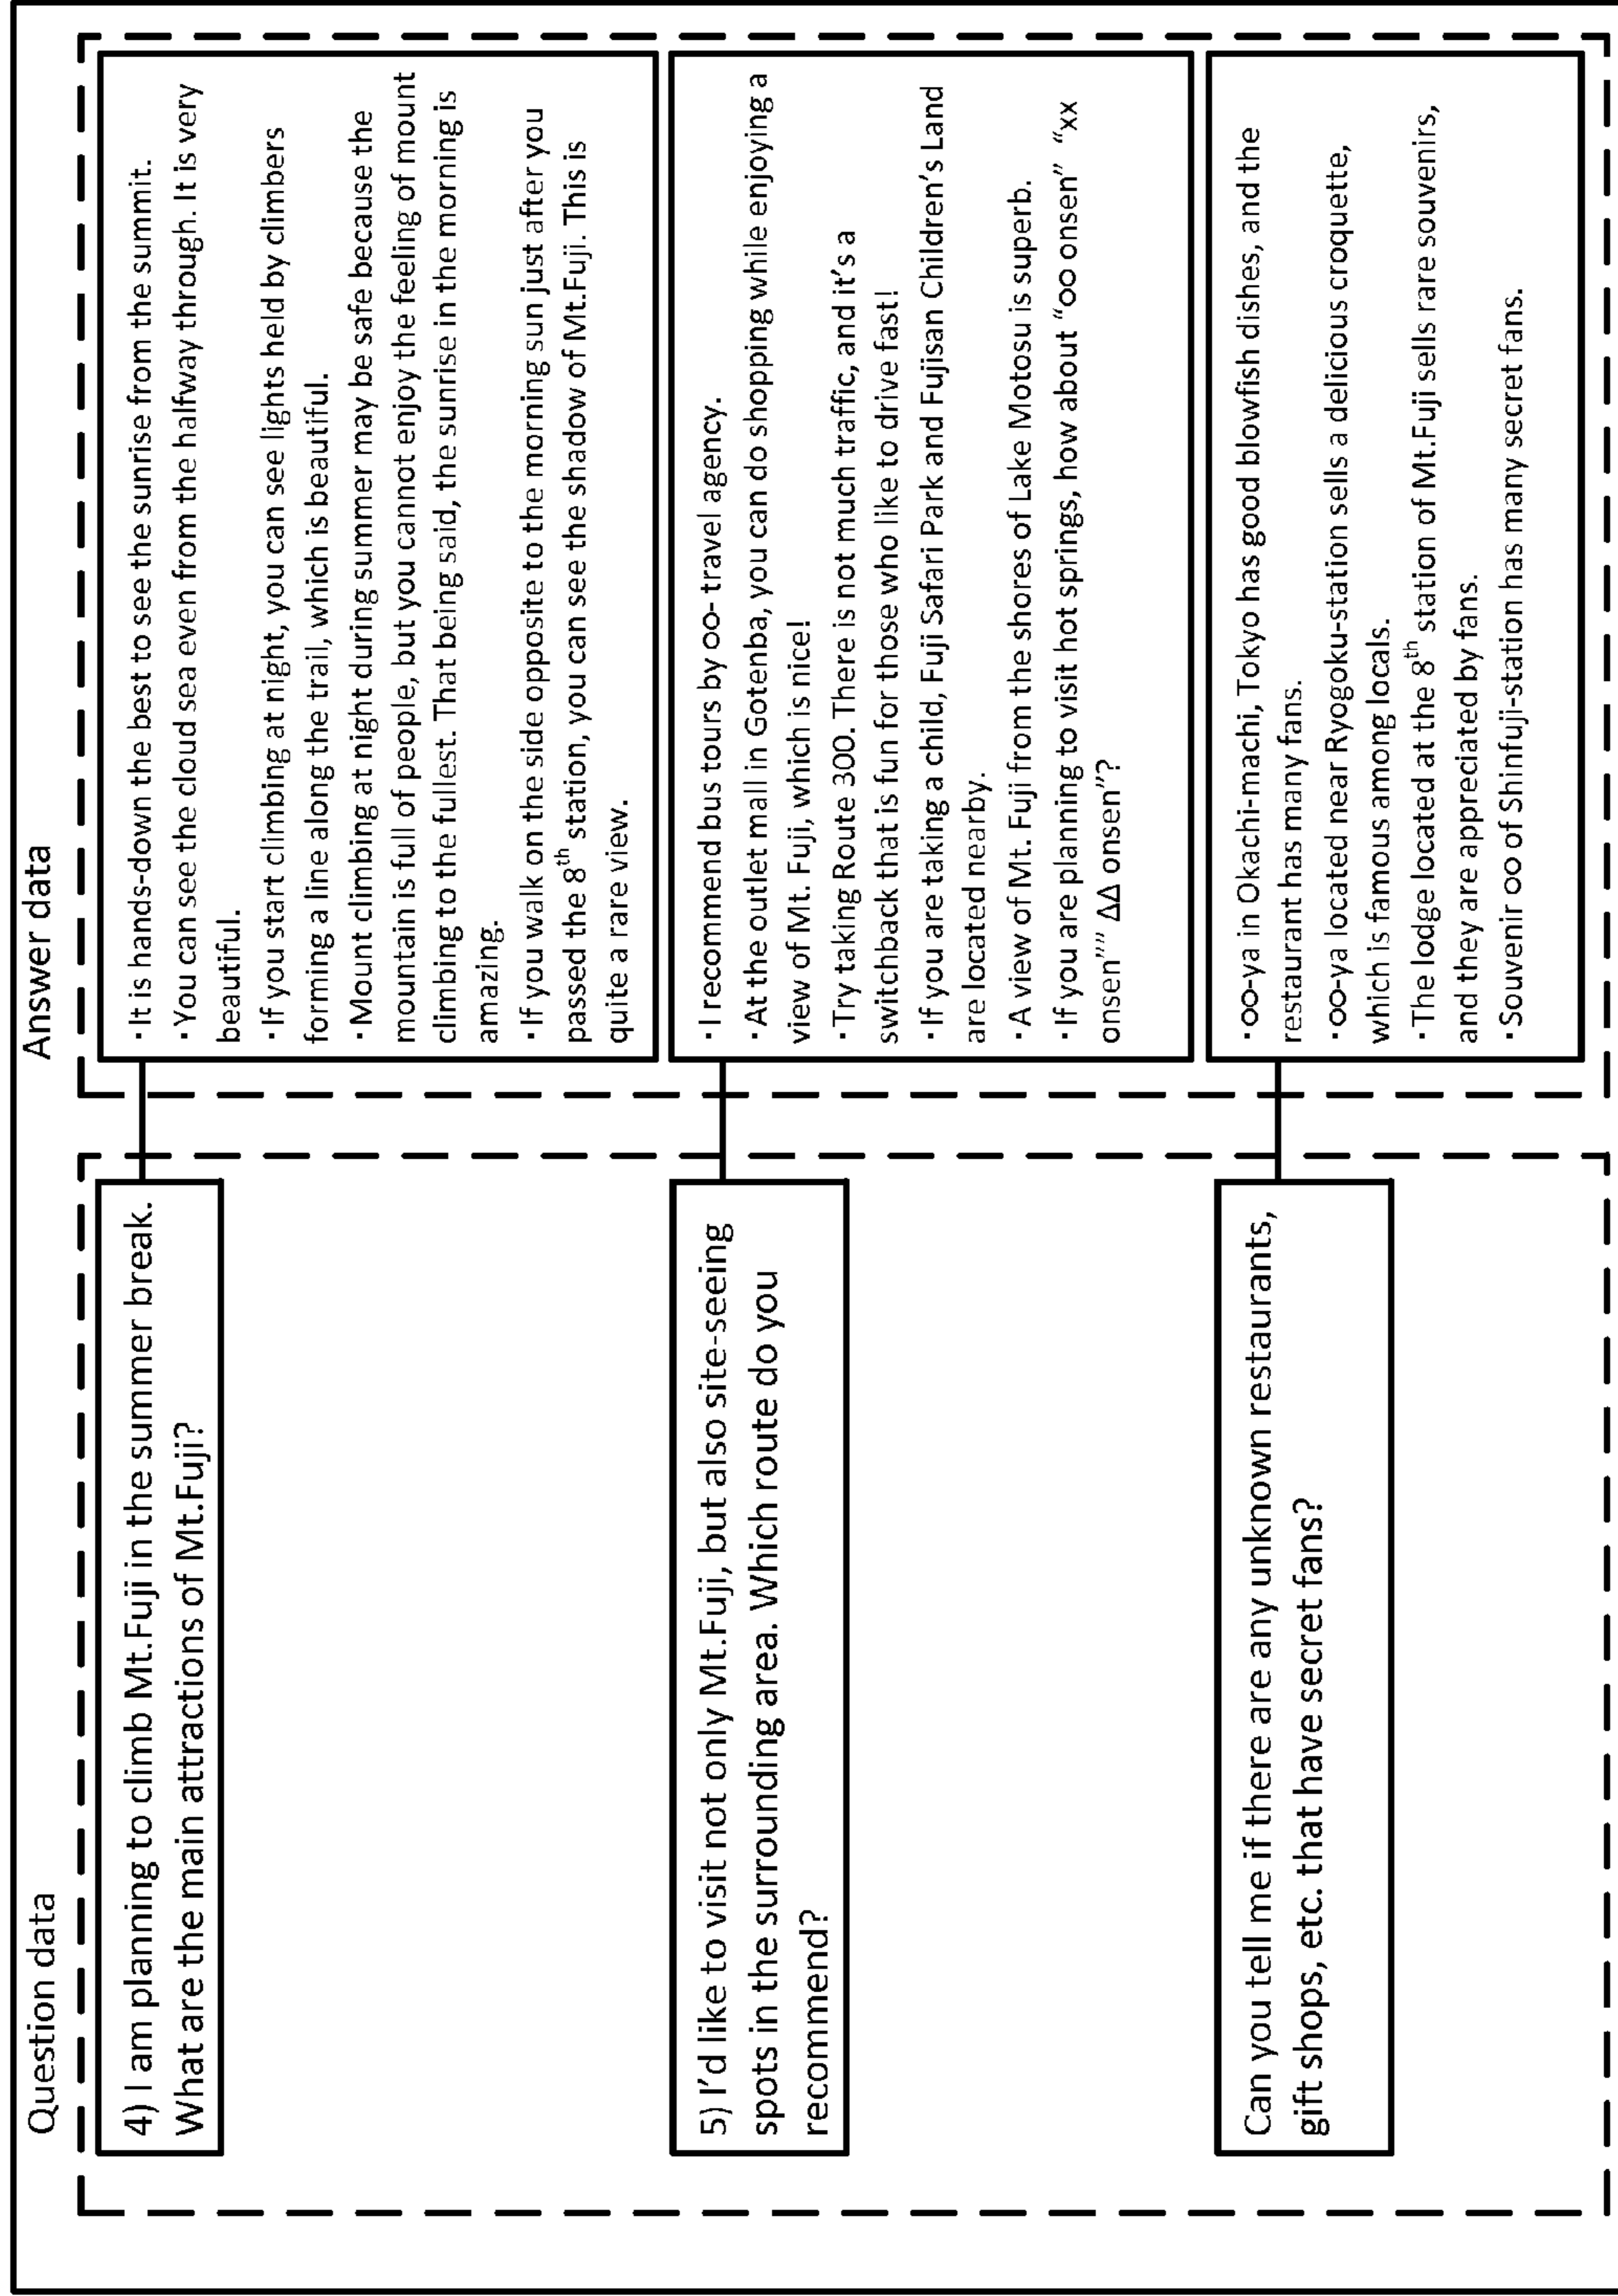 Question data
4) I am planning to climb Mt.Fuji in the summer break.
What are the main attractions of Mt.Fuji?
5) I'd like to visit not only Mt.Fuji, but also site-seeing
spots in the surrounding area. Which route do you
recommend?
Can you tell me if there are any unknown restaurants,
gift shops, etc. that have secret fans?
Answer data
・It is hands-down the best to see the sunrise from the summit.
・You can see the cloud sea even from the halfway through. It is very
beautiful.
・If you start climbing at night, you can see lights held by climbers
forming a line along the trail, which is beautiful.
・Mount climbing at night during summer may be safe because the
mountain is full of people, but you cannot enjoy the feeling of mount
climbing to the fullest. That being said, the sunrise in the morning is
amazing.
・If you walk on the side opposite to the morning sun just after you
passed the 8th station, you can see the shadow of Mt.Fuji. This is
quite a rare view.
・I recommend bus tours by oo- travel agency.
・At the outlet mall in Gotenba, you can do shopping while enjoying a
view of Mt. Fuji, which is nice!
・Try taking Route 300. There is not much traffic, and it's a
switchback that is fun for those who like to drive fast!
・If you are taking a child, Fuji Safari Park and Fujisan Children's Land
are located nearby.
・A view of Mt. Fuji from the shores of Lake Motosu is superb.
・If you are planning to visit hot springs, how about “oo onsen” “xx
onsen”” ΔΔ onsen”?
・oo-ya in Okachi-machi, Tokyo has good blowfish dishes, and the
restaurant has many fans.
・oo-ya located near Ryogoku-station sells a delicious croquette,
which is famous among locals.
・The lodge located at the 8th station of Mt.Fuji sells rare souvenirs,
and they are appreciated by fans.
・Souvenir oo of Shinfuji-station has many secret fans.